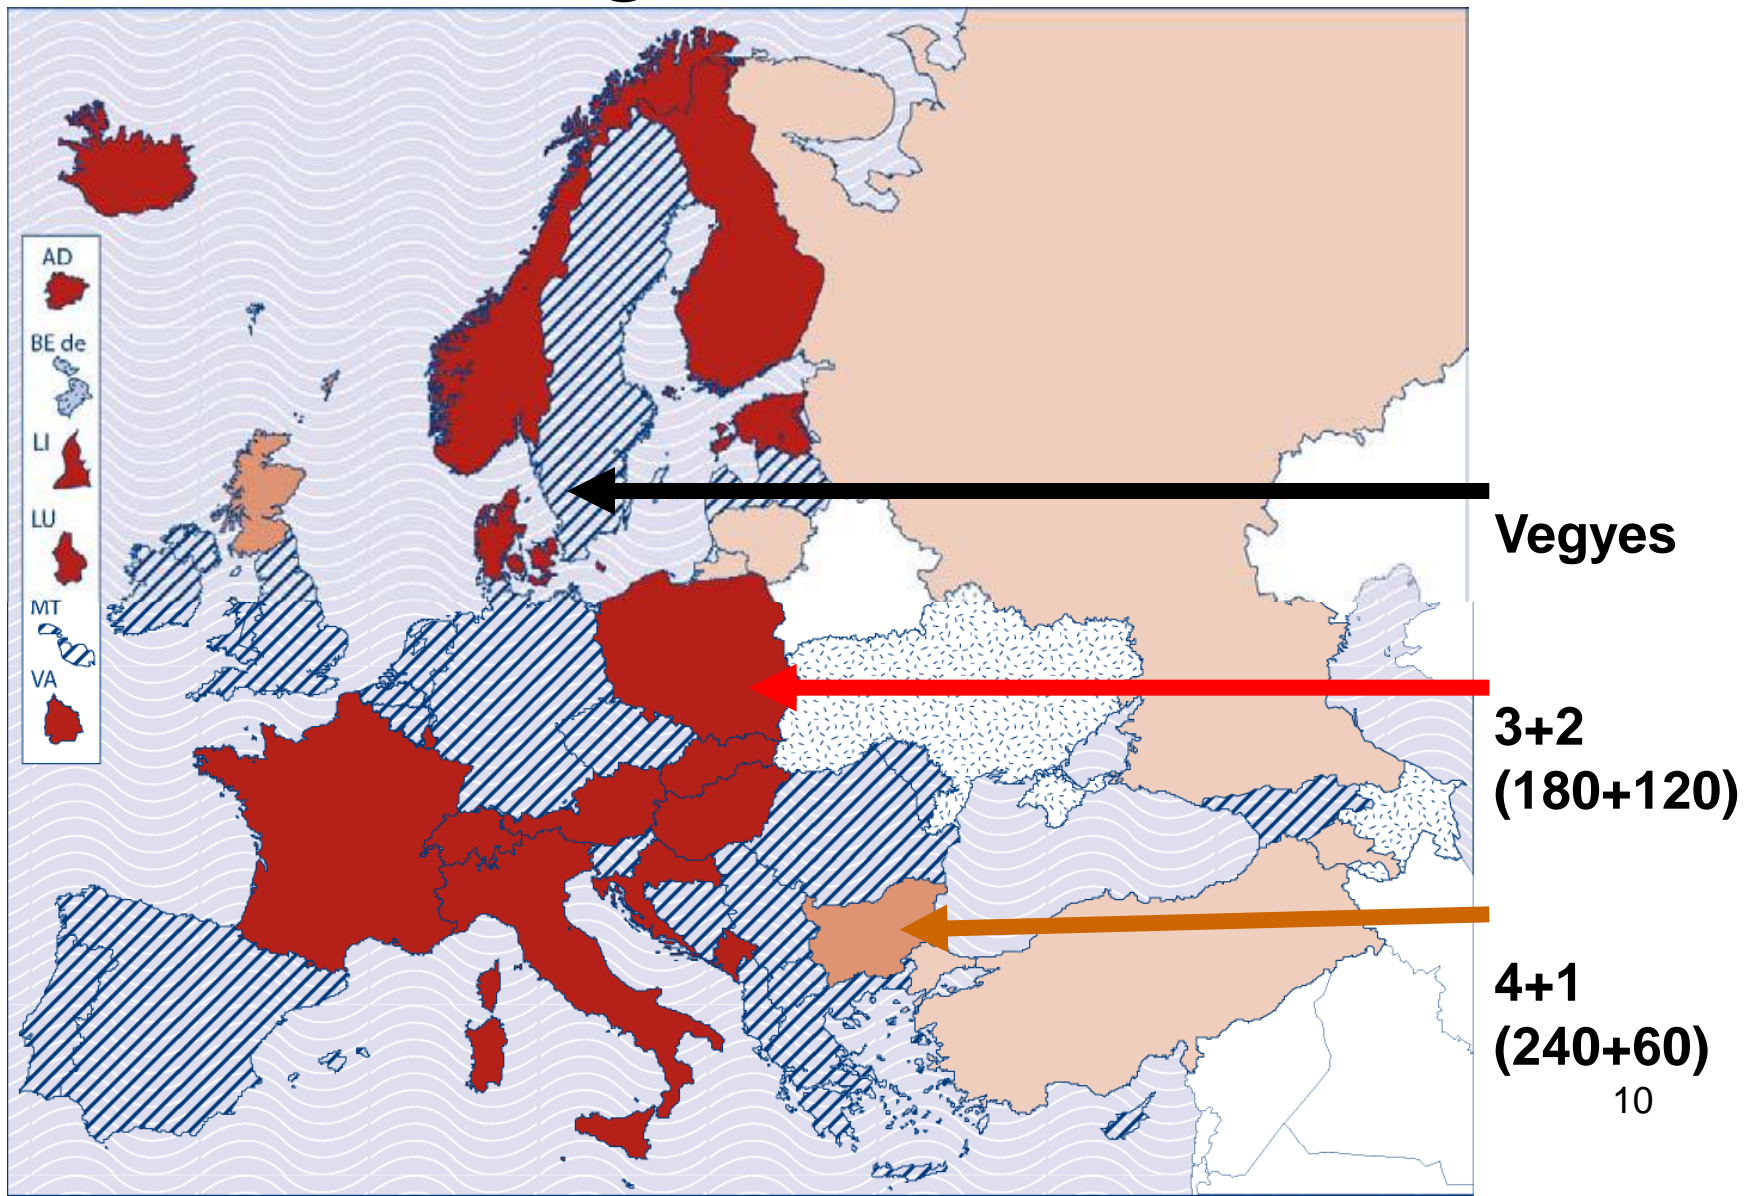 AD
BE de
LI
LU
MT
VA
Vegyes
3+2
(180+120)
4+1
(240+60)
10